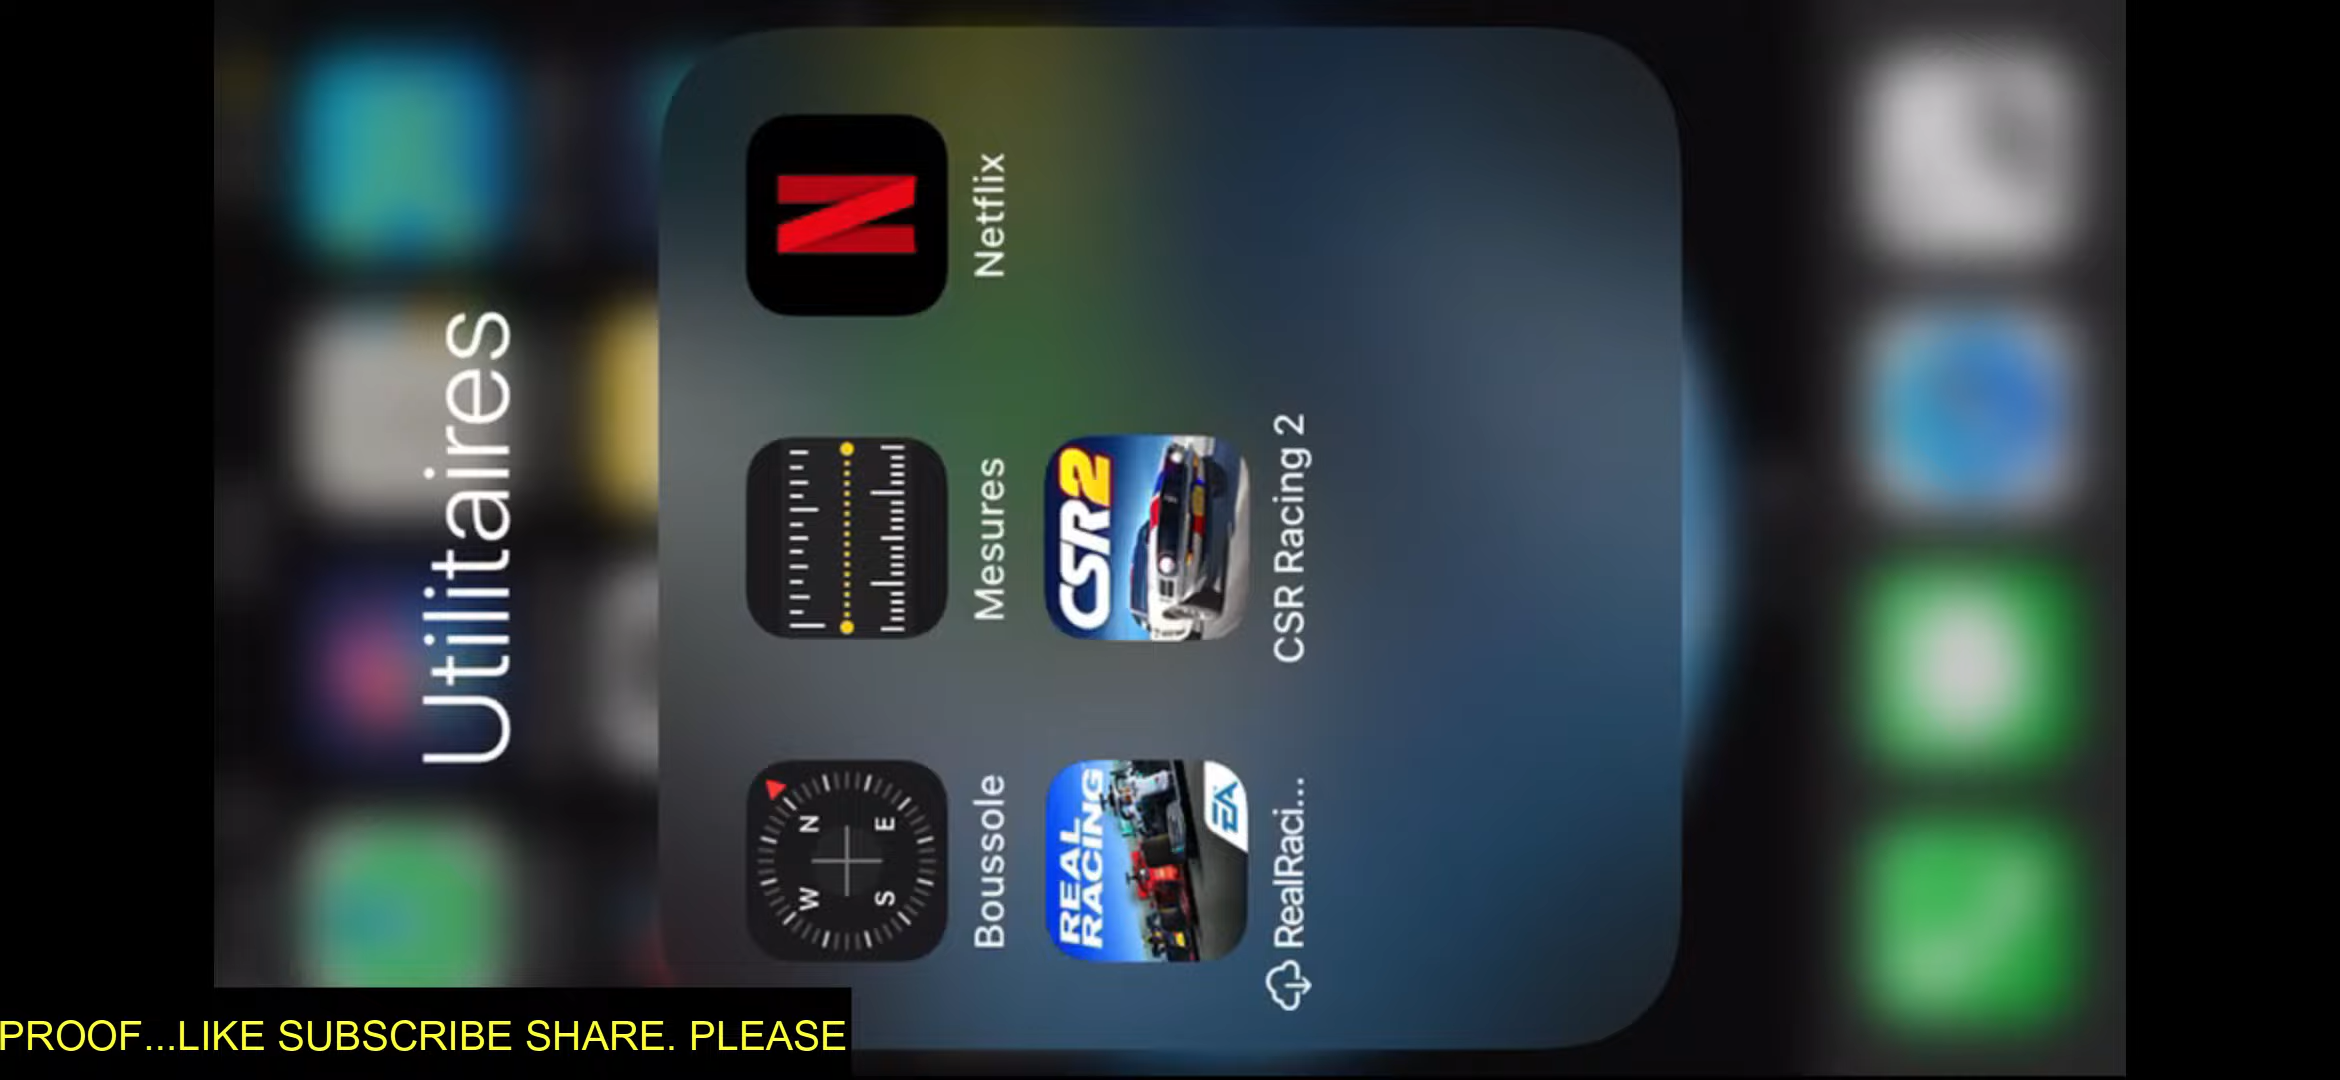 Utilitaires
N
W
E
S
Boussole
Mesures
Netflix
REAL
RACING
EA
CSR2
RealRaci...
CSR Racing 2
PROOF...LIKE SUBSCRIBE SHARE. PLEASE